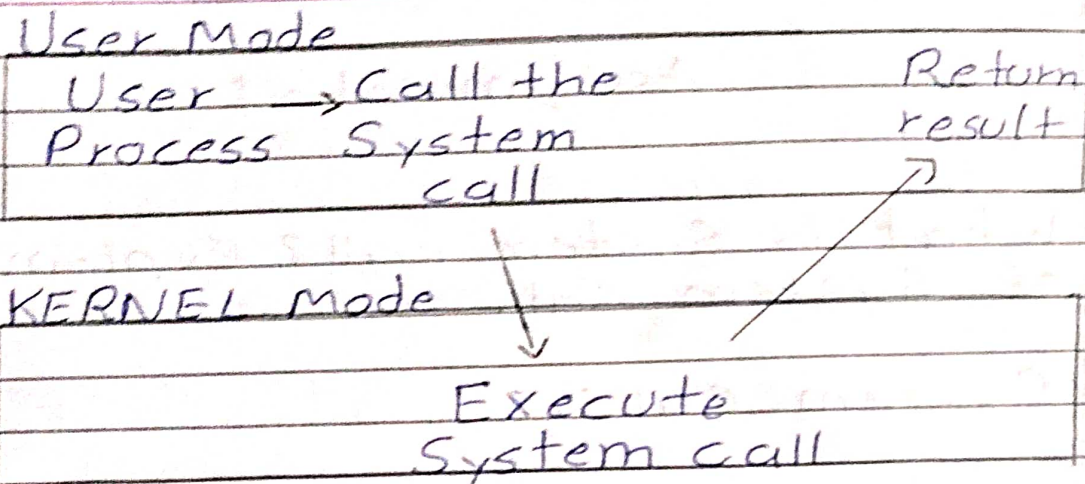 User Mode
User → Call the Return
Process System result
call
KERNEL Mode
Execute
System call